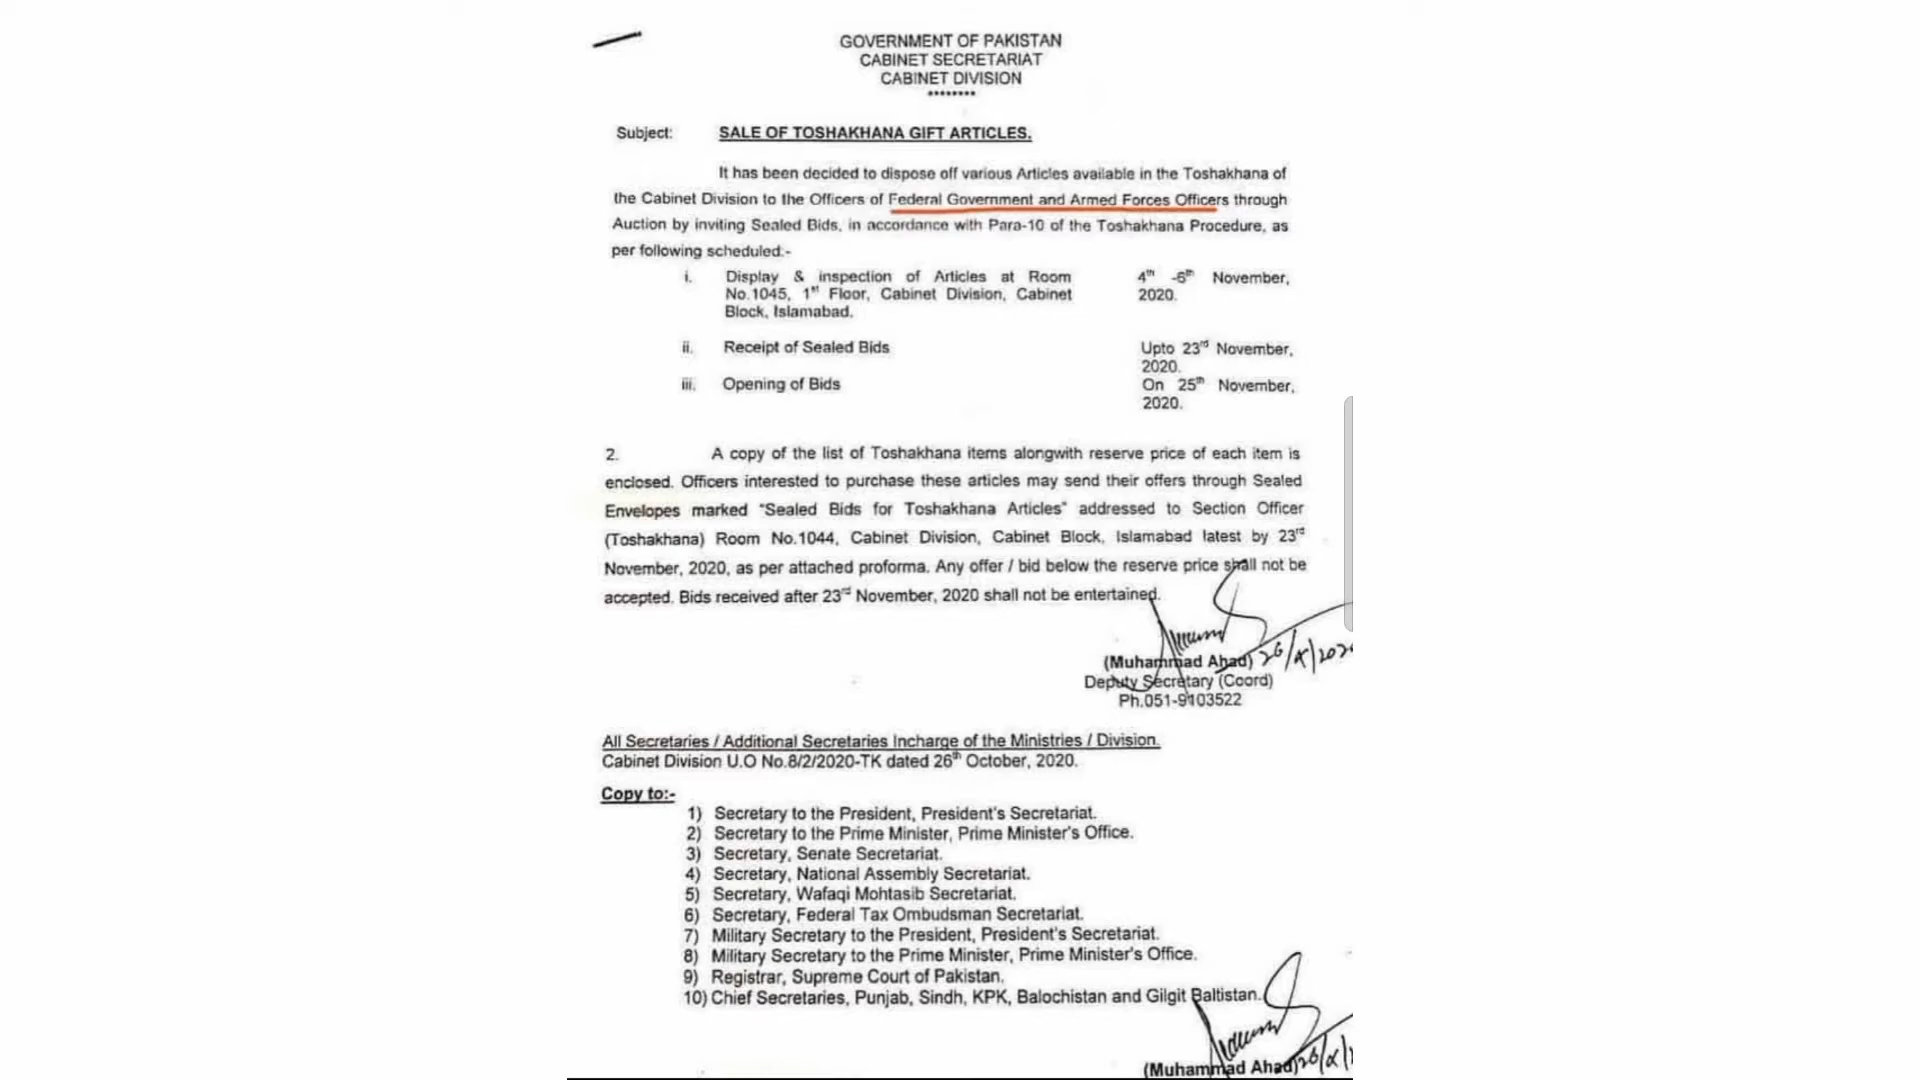 GOVERNMENT OF PAKISTAN
CABINET SECRETARIAT
CABINET DIVISION
********
Subject: SALE OF TOSHAKHANA GIFT ARTICLES.
It has been decided to dispose off various Articles available in the Toshakhana of
the Cabinet Division to the Officers of Federal Government and Armed Forces Officers through
Auction by inviting Sealed Bids, in accordance with Para-10 of the Toshakhana Procedure, as
per following scheduled:-
i. Display & inspection of Articles at Room 4th -6th November,
No.1045, 1st Floor, Cabinet Division, Cabinet 2020.
Block, Islamabad.
ii. Receipt of Sealed Bids Upto 23rd November,
2020.
iii. Opening of Bids On 25th November,
2020.
2. A copy of the list of Toshakhana items alongwith reserve price of each item is
enclosed. Officers interested to purchase these articles may send their offers through Sealed
Envelopes marked "Sealed Bids for Toshakhana Articles" addressed to Section Officer
(Toshakhana) Room No.1044, Cabinet Division, Cabinet Block, Islamabad latest by 23rd
November, 2020, as per attached proforma. Any offer / bid below the reserve price shall not be
accepted. Bids received after 23rd November, 2020 shall not be entertained.
(Muhammad Ahad) 26/X/202
Deputy Secretary (Coord)
Ph.051-9103522
All Secretaries / Additional Secretaries Incharge of the Ministries / Division.
Cabinet Division U.O No.8/2/2020-TK dated 26th October, 2020.
Copy to:-
1) Secretary to the President, President's Secretariat.
2) Secretary to the Prime Minister, Prime Minister's Office.
3) Secretary, Senate Secretariat.
4) Secretary, National Assembly Secretariat.
5) Secretary, Wafaqi Mohtasib Secretariat.
6) Secretary, Federal Tax Ombudsman Secretariat.
7) Military Secretary to the President, President's Secretariat.
8) Military Secretary to the Prime Minister, Prime Minister's Office.
9) Registrar, Supreme Court of Pakistan.
10) Chief Secretaries, Punjab, Sindh, KPK, Balochistan and Gilgit Baltistan.
(Muhammad Ahad) 26/X/